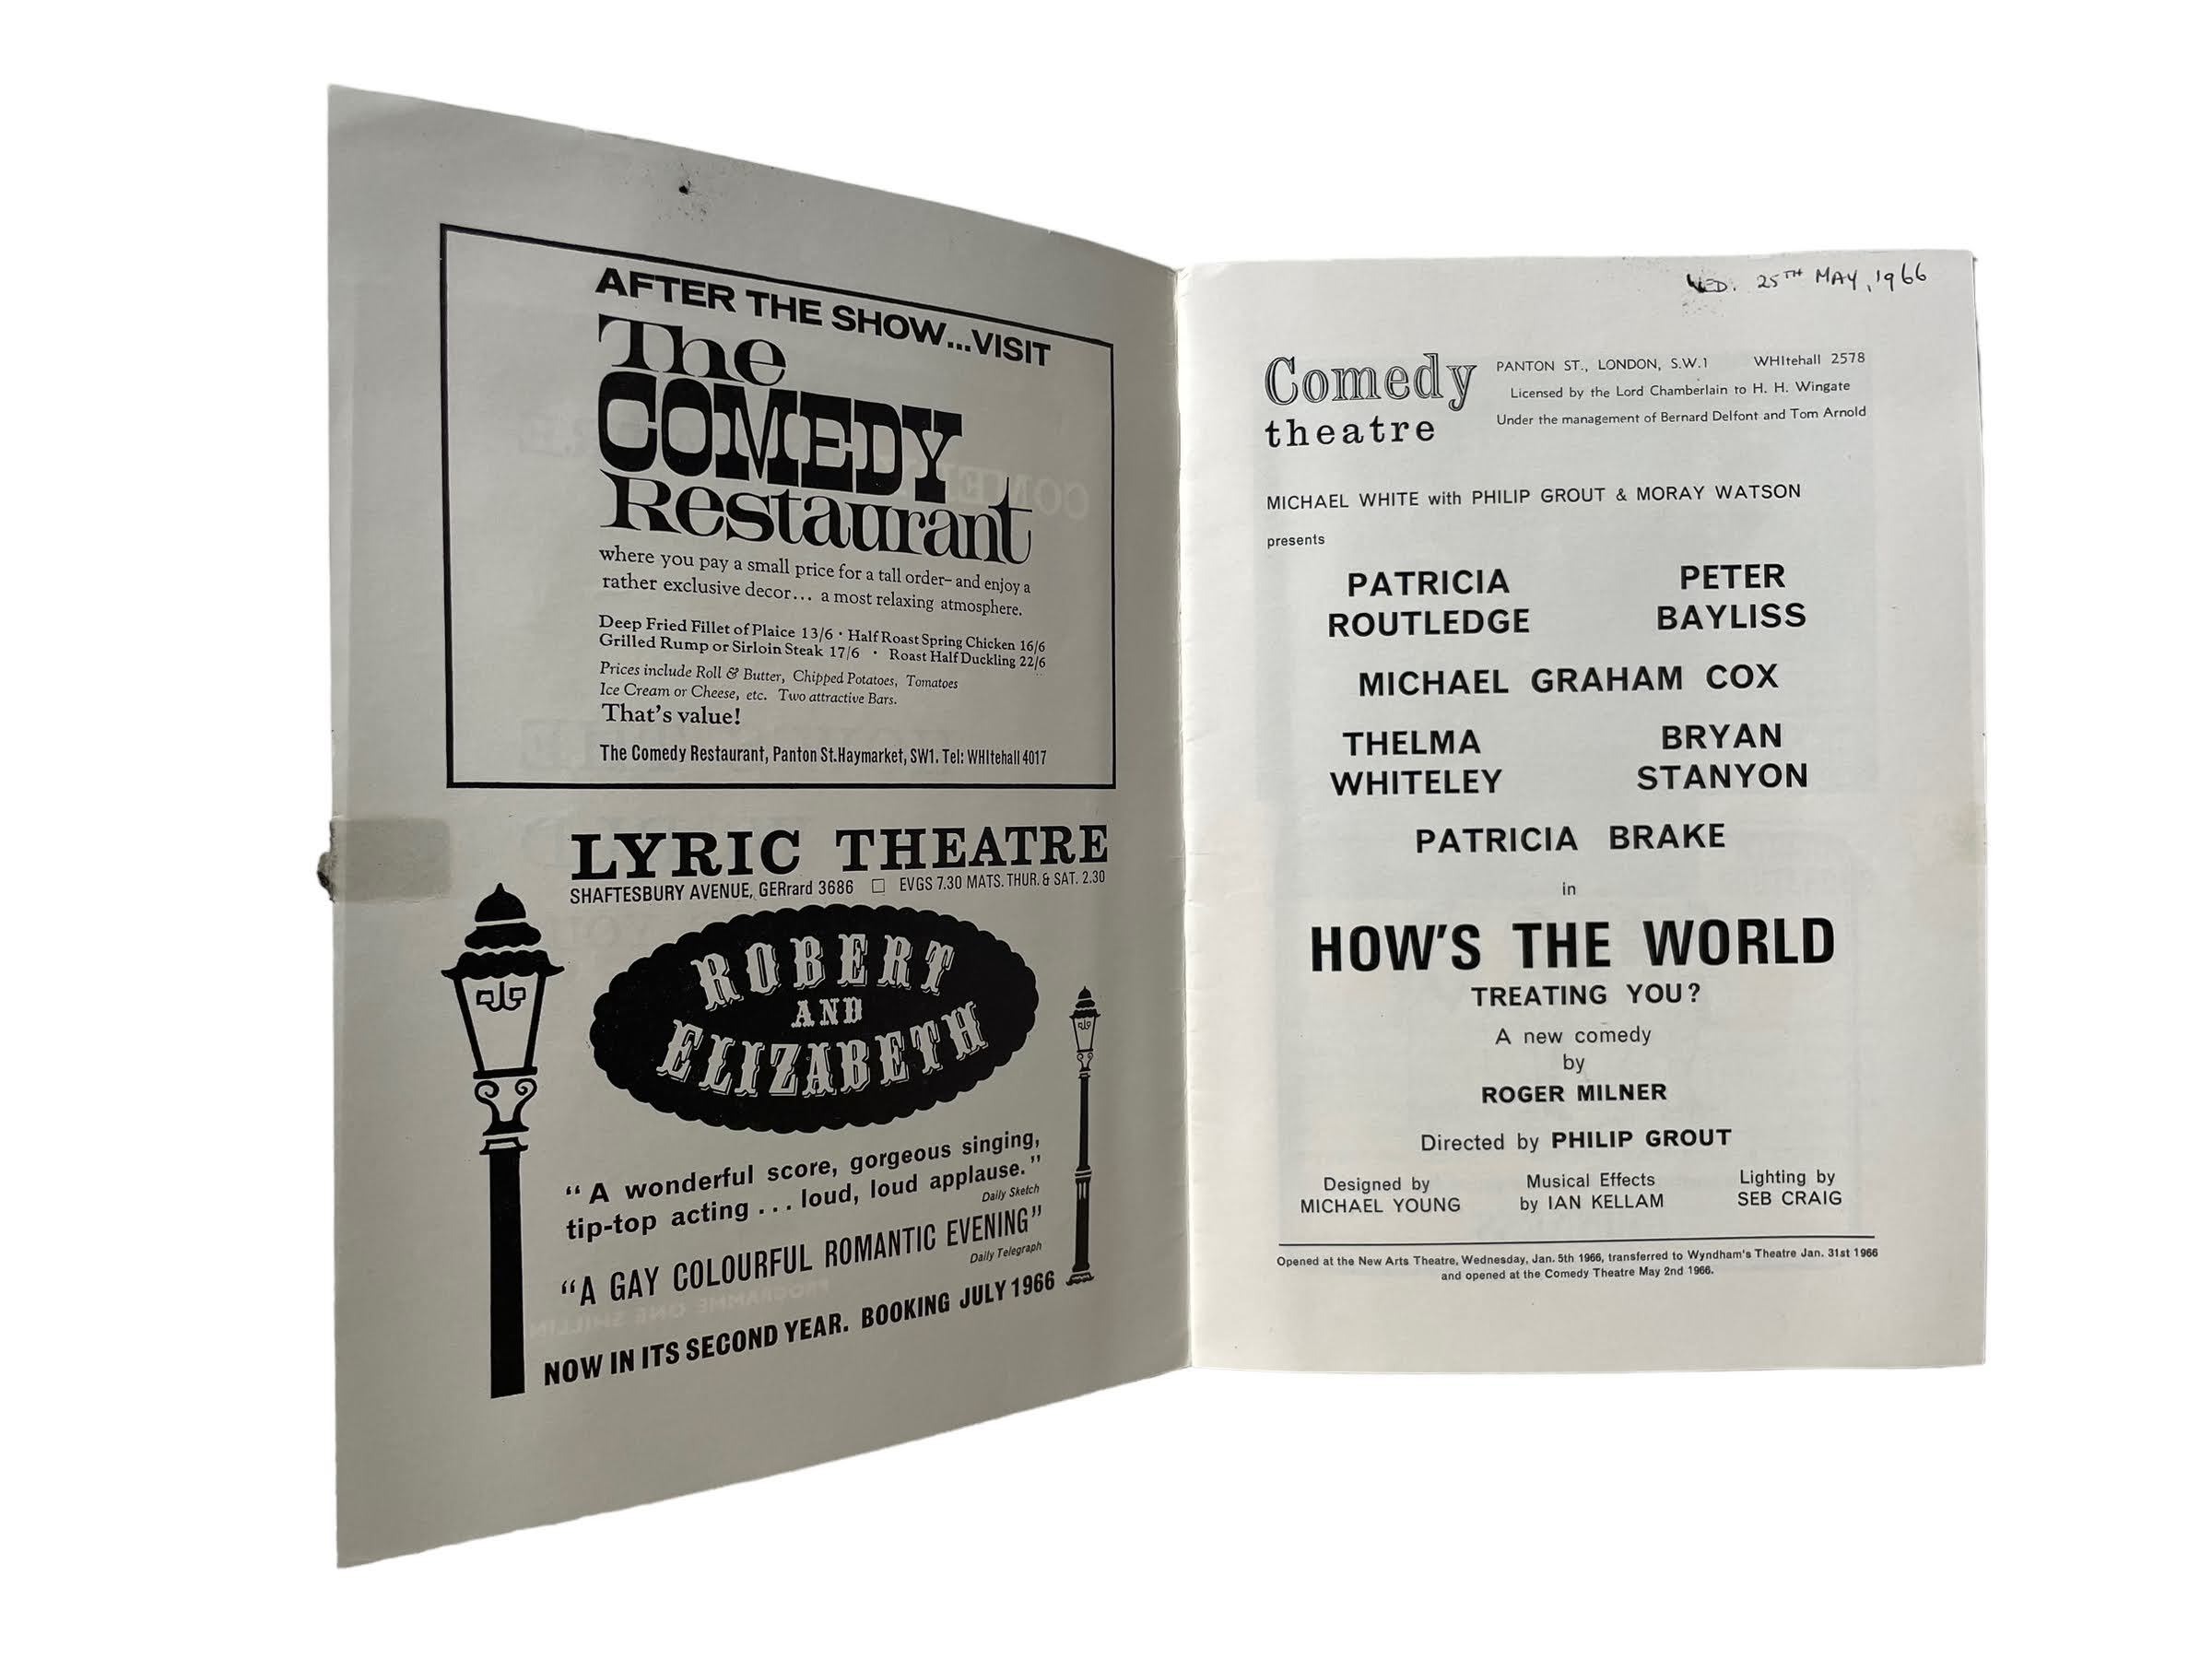 AFTER THE SHOW...VISIT
The
COMEDY
Restaurant
where you pay a small price for a tall order– and enjoy a
rather exclusive decor... a most relaxing atmosphere.
Deep Fried Fillet of Plaice 13/6 · Half Roast Spring Chicken 16/6
Grilled Rump or Sirloin Steak 17/6 · Roast Half Duckling 22/6
Prices include Roll & Butter, Chipped Potatoes, Tomatoes
Ice Cream or Cheese, etc. Two attractive Bars.
That's value!
The Comedy Restaurant, Panton St.Haymarket, SW1. Tel: WHItehall 4017
LYRIC THEATRE
SHAFTESBURY AVENUE, GERrard 3686 □ EVGS 7.30 MATS. THUR. & SAT. 2.30
ROBERT
AND
ELIZABETH
"A wonderful score, gorgeous singing,
tip-top acting ... loud, loud applause."
Daily Sketch
"A GAY COLOURFUL ROMANTIC EVENING"
Daily Telegraph
NOW IN ITS SECOND YEAR. BOOKING JULY 1966
WED. 25TH MAY, 1966
Comedy
theatre
PANTON ST., LONDON, S.W.1 WHItehall 2578
Licensed by the Lord Chamberlain to H. H. Wingate
Under the management of Bernard Delfont and Tom Arnold
MICHAEL WHITE with PHILIP GROUT & MORAY WATSON
presents
PATRICIA PETER
ROUTLEDGE BAYLISS
MICHAEL GRAHAM COX
THELMA BRYAN
WHITELEY STANYON
PATRICIA BRAKE
in
HOW'S THE WORLD
TREATING YOU?
A new comedy
by
ROGER MILNER
Directed by PHILIP GROUT
Designed by Musical Effects Lighting by
MICHAEL YOUNG by IAN KELLAM SEB CRAIG
Opened at the New Arts Theatre, Wednesday, Jan. 5th 1966, transferred to Wyndham's Theatre Jan. 31st 1966
and opened at the Comedy Theatre May 2nd 1966.